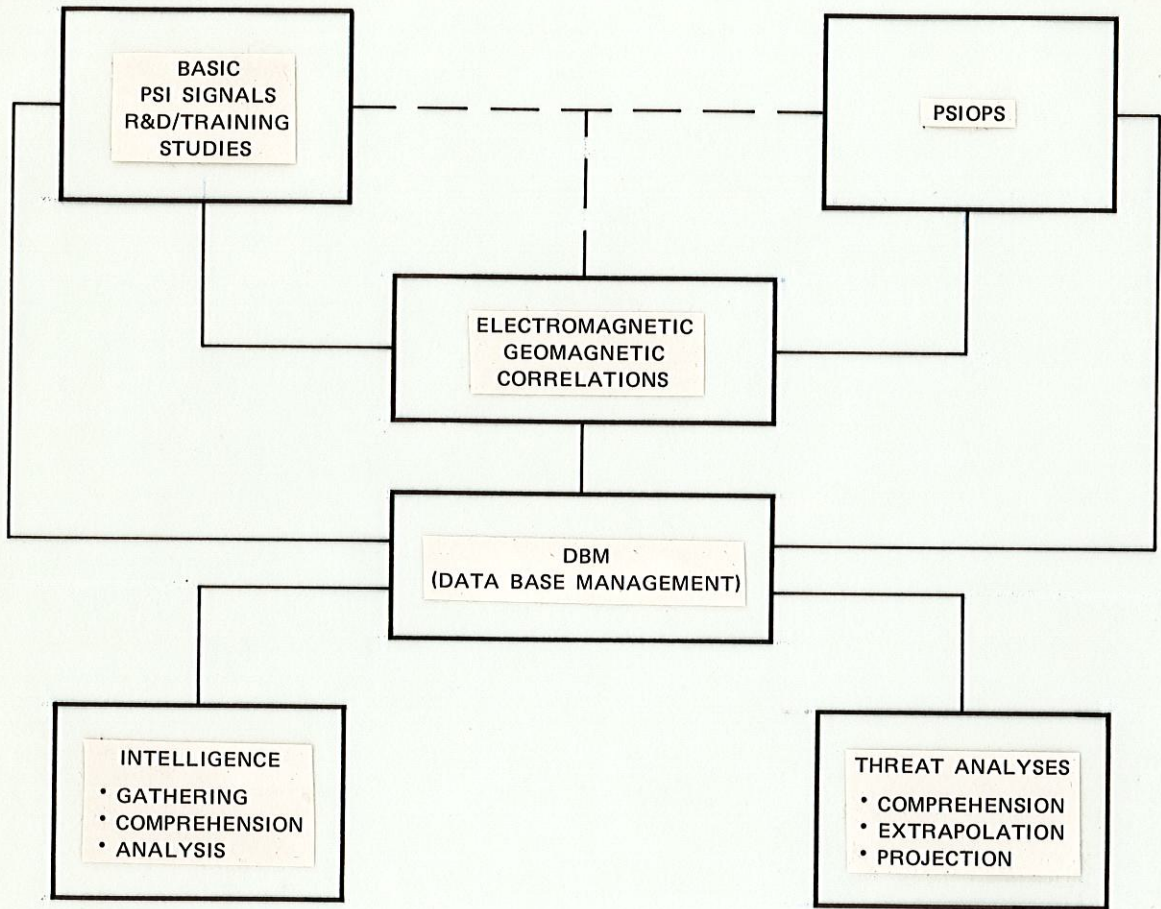 BASIC
PSI SIGNALS
R&D/TRAINING
STUDIES
PSIOPS
ELECTROMAGNETIC
GEOMAGNETIC
CORRELATIONS
DBM
(DATA BASE MANAGEMENT)
INTELLIGENCE
• GATHERING
• COMPREHENSION
• ANALYSIS
THREAT ANALYSES
• COMPREHENSION
• EXTRAPOLATION
• PROJECTION